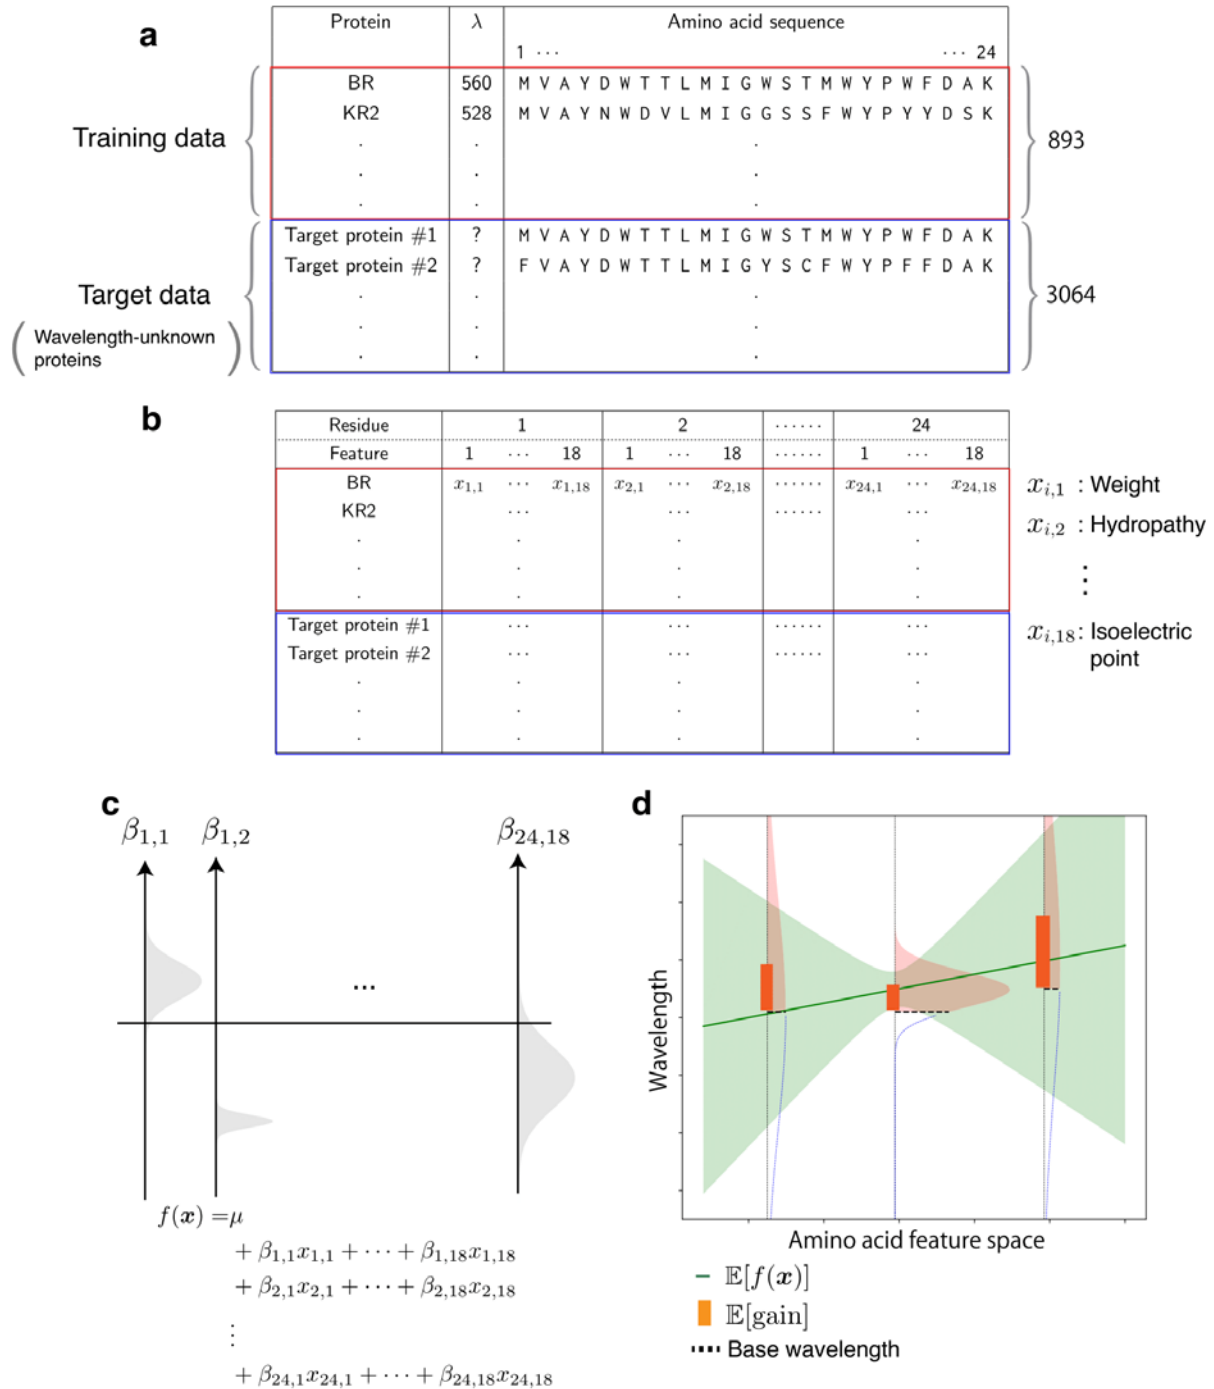 a
Protein λ Amino acid sequence
1 ··· ··· 24
BR 560 M V A Y D W T T L M I G W S T M W Y P W F D A K
KR2 528 M V A Y N W D V L M I G G S S F W Y P Y Y D S K
Training data
893
Target protein #1 ? M V A Y D W T T L M I G W S T M W Y P W F D A K
Target protein #2 ? F V A Y D W T T L M I G Y S C F W Y P F F D A K
Target data
(Wavelength-unknown
proteins)
3064
b
Residue 1 2 ······ 24
Feature 1 ··· 18 1 ··· 18 ······ 1 ··· 18
BR x1,1 ··· x1,18 x2,1 ··· x2,18 ······ x24,1 ··· x24,18
KR2 ··· ··· ······ ···
Target protein #1 ··· ··· ······ ···
Target protein #2 ··· ··· ······ ···
xi,1 : Weight
xi,2 : Hydropathy
⋮
xi,18: Isoelectric
point
c
β1,1 β1,2 β24,18
...
f(x) =μ
+ β1,1x1,1 + ··· + β1,18x1,18
+ β2,1x2,1 + ··· + β2,18x2,18
⋮
+ β24,1x24,1 + ··· + β24,18x24,18
d
Wavelength
Amino acid feature space
𝔼[f(x)]
𝔼[gain]
Base wavelength